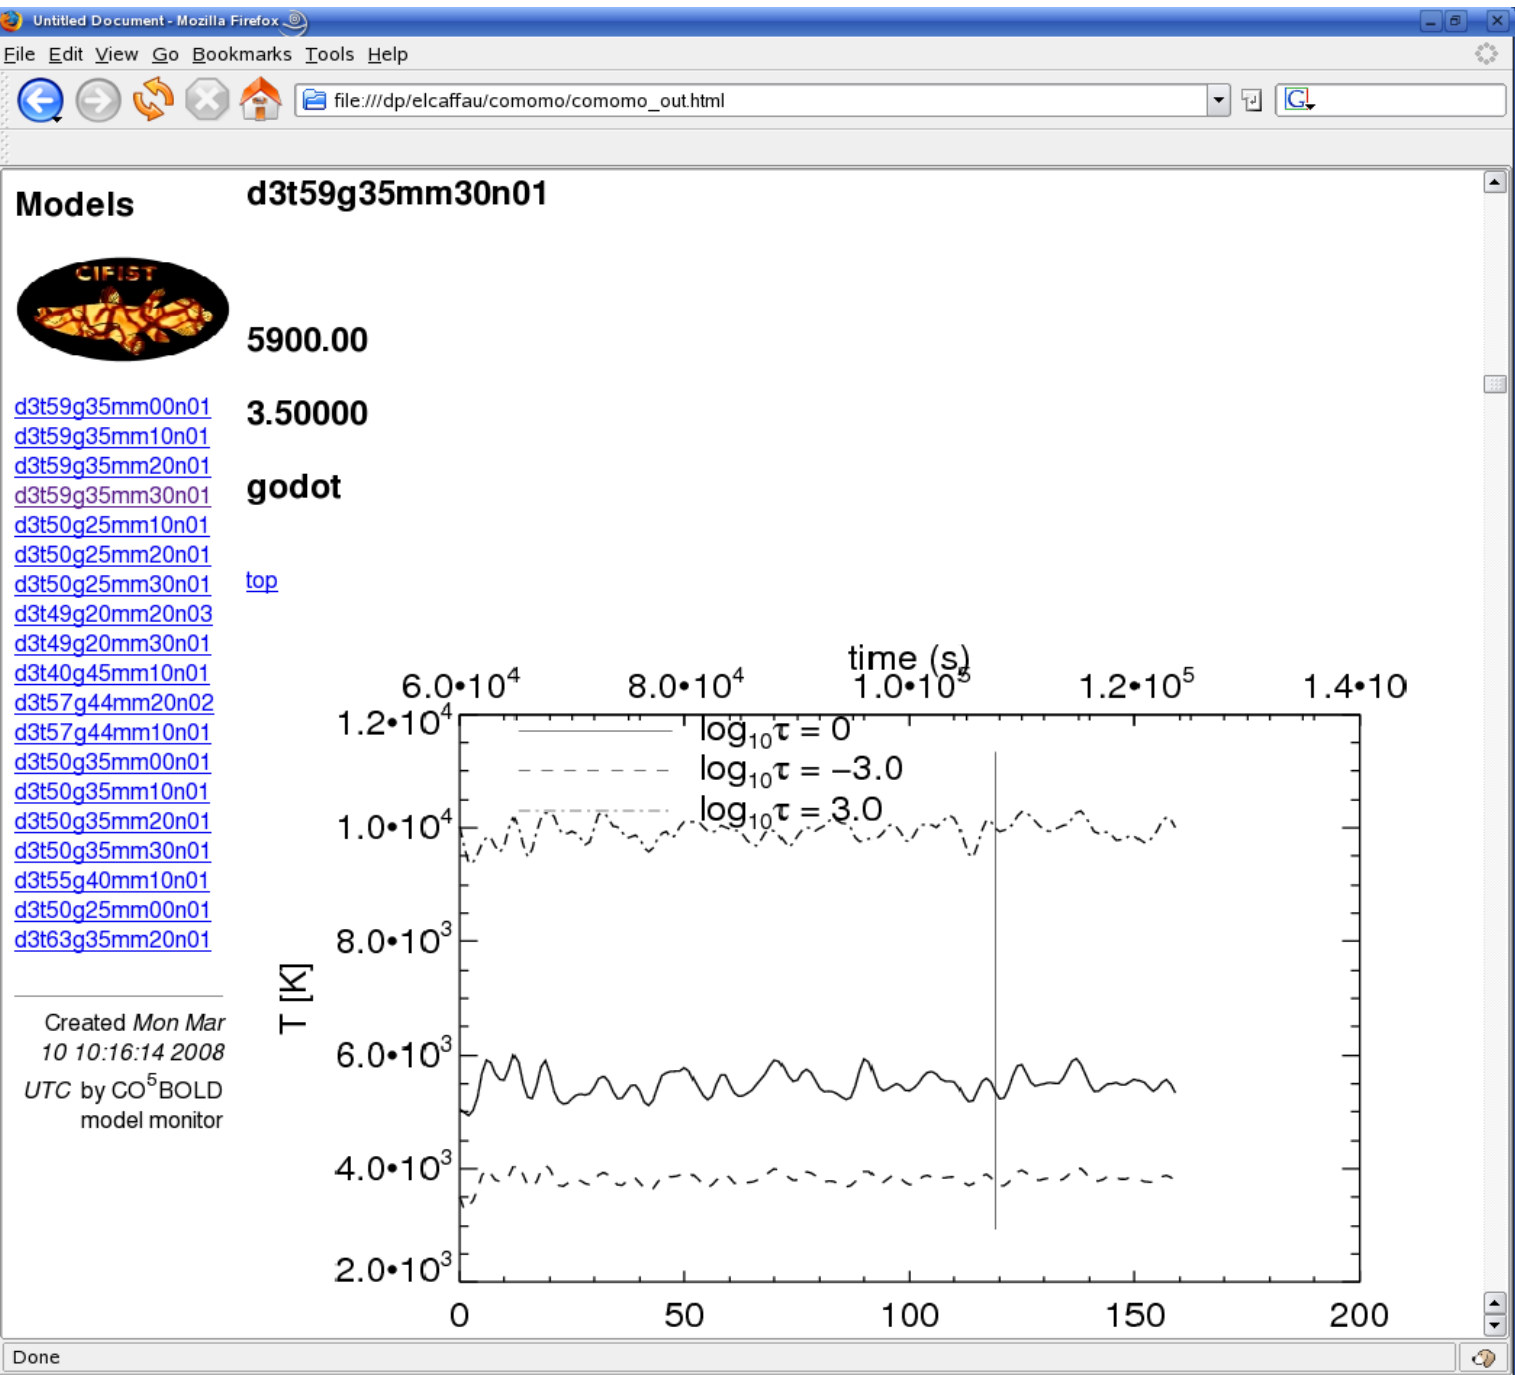 Untitled Document - Mozilla Firefox
File Edit View Go Bookmarks Tools Help
file:///dp/elcaffau/comomo/comomo_out.html
G
Models
CIFIST
d3t59g35mm00n01
d3t59g35mm10n01
d3t59g35mm20n01
d3t59g35mm30n01
d3t50g25mm10n01
d3t50g25mm20n01
d3t50g25mm30n01
d3t49g20mm20n03
d3t49g20mm30n01
d3t40g45mm10n01
d3t57g44mm20n02
d3t57g44mm10n01
d3t50g35mm00n01
d3t50g35mm10n01
d3t50g35mm20n01
d3t50g35mm30n01
d3t55g40mm10n01
d3t50g25mm00n01
d3t63g35mm20n01
Created Mon Mar
10 10:16:14 2008
UTC by CO⁵BOLD
model monitor
d3t59g35mm30n01
5900.00
3.50000
godot
top
time (s)
6.0•10⁴ 8.0•10⁴ 1.0•10⁵ 1.2•10⁵ 1.4•10
log₁₀τ = 0
log₁₀τ = −3.0
log₁₀τ = 3.0
T [K]
1.2•10⁴
1.0•10⁴
8.0•10³
6.0•10³
4.0•10³
2.0•10³
0 50 100 150 200
Done